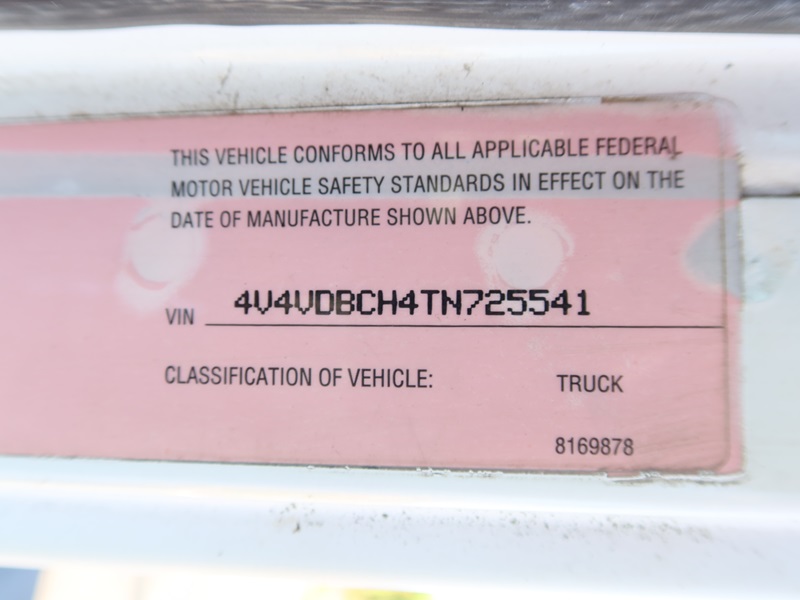 THIS VEHICLE CONFORMS TO ALL APPLICABLE FEDERAL
MOTOR VEHICLE SAFETY STANDARDS IN EFFECT ON THE
DATE OF MANUFACTURE SHOWN ABOVE.
VIN 4V4VDBCH4TN725541
CLASSIFICATION OF VEHICLE: TRUCK
8169878